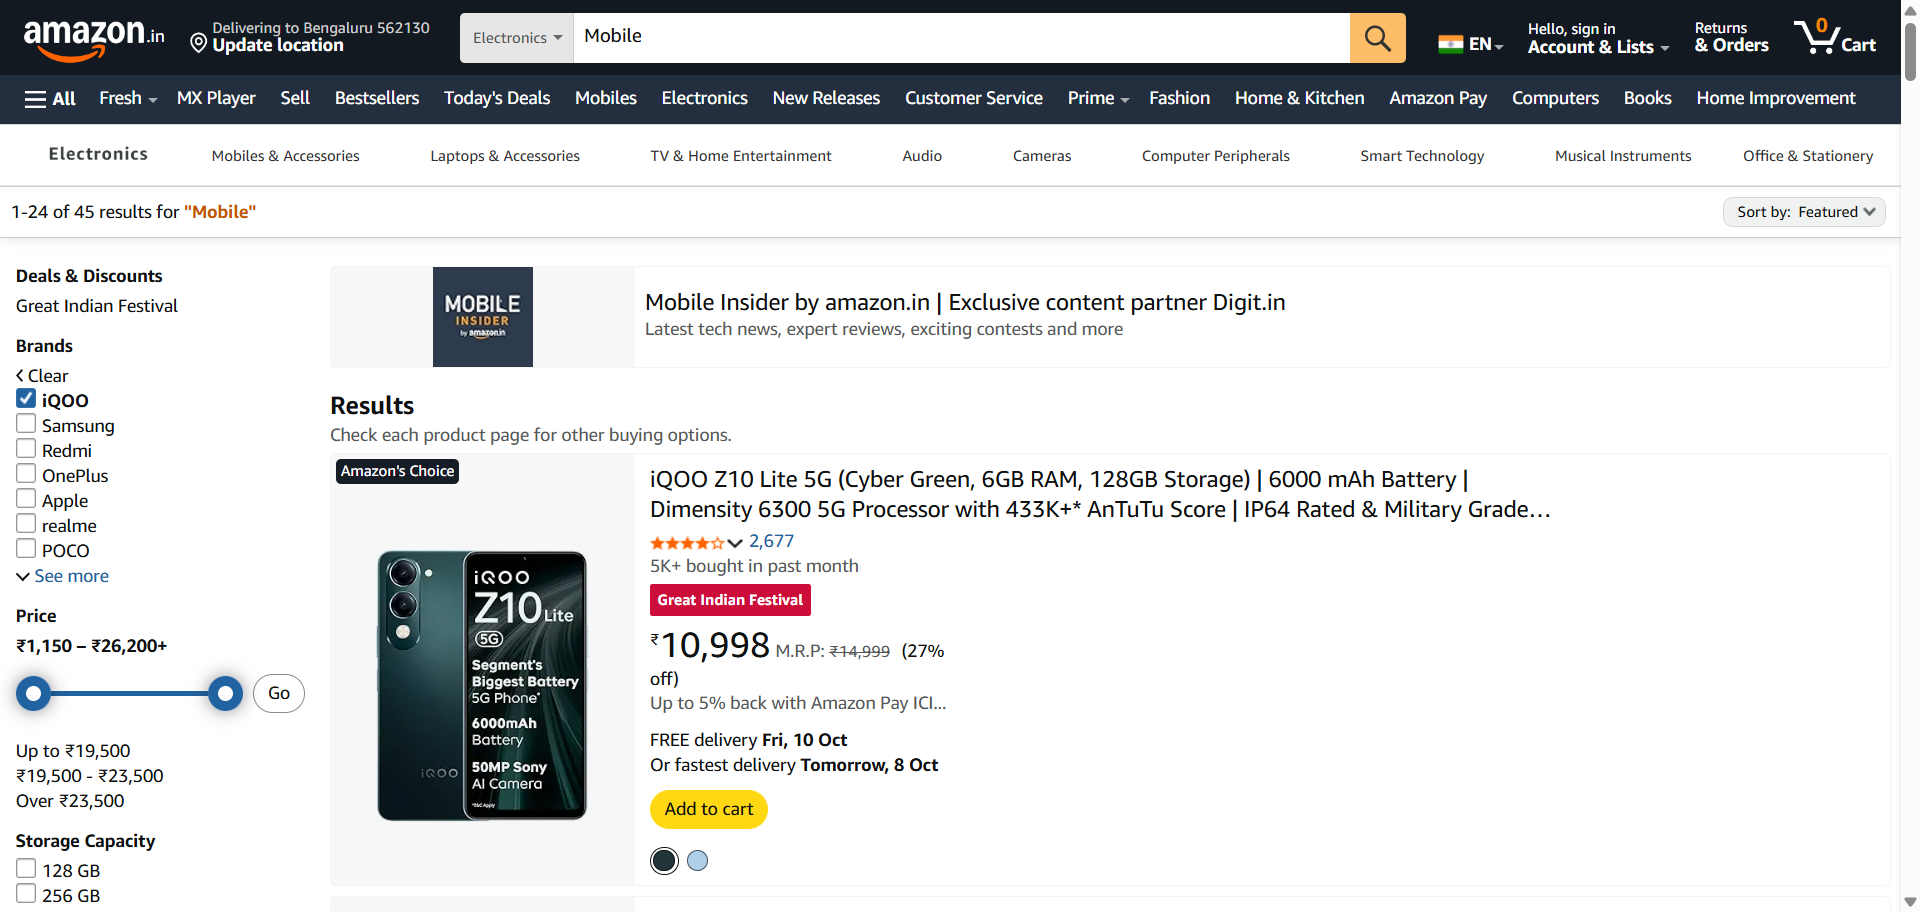 amazon.in
Delivering to Bengaluru 562130
Update location
Electronics
Mobile
EN
Hello, sign in
Account & Lists
Returns
& Orders
0
Cart
All
Fresh
MX Player
Sell
Bestsellers
Today's Deals
Mobiles
Electronics
New Releases
Customer Service
Prime
Fashion
Home & Kitchen
Amazon Pay
Computers
Books
Home Improvement
Electronics
Mobiles & Accessories
Laptops & Accessories
TV & Home Entertainment
Audio
Cameras
Computer Peripherals
Smart Technology
Musical Instruments
Office & Stationery
1-24 of 45 results for "Mobile"
Sort by: Featured
Deals & Discounts
Great Indian Festival
Brands
Clear
iQOO
Samsung
Redmi
OnePlus
Apple
realme
POCO
See more
Price
₹1,150 – ₹26,200+
Go
Up to ₹19,500
₹19,500 - ₹23,500
Over ₹23,500
Storage Capacity
128 GB
256 GB
MOBILE
INSIDER
by amazon.in
Mobile Insider by amazon.in | Exclusive content partner Digit.in
Latest tech news, expert reviews, exciting contests and more
Results
Check each product page for other buying options.
Amazon's Choice
iQOO
Z10 Lite
5G
Segment's
Biggest Battery
5G Phone*
6000mAh
Battery
50MP Sony
AI Camera
*T&C Apply
iQOO
iQOO Z10 Lite 5G (Cyber Green, 6GB RAM, 128GB Storage) | 6000 mAh Battery |
Dimensity 6300 5G Processor with 433K+* AnTuTu Score | IP64 Rated & Military Grade…
2,677
5K+ bought in past month
Great Indian Festival
₹10,998 M.R.P: ₹14,999 (27%
off)
Up to 5% back with Amazon Pay ICI...
FREE delivery Fri, 10 Oct
Or fastest delivery Tomorrow, 8 Oct
Add to cart